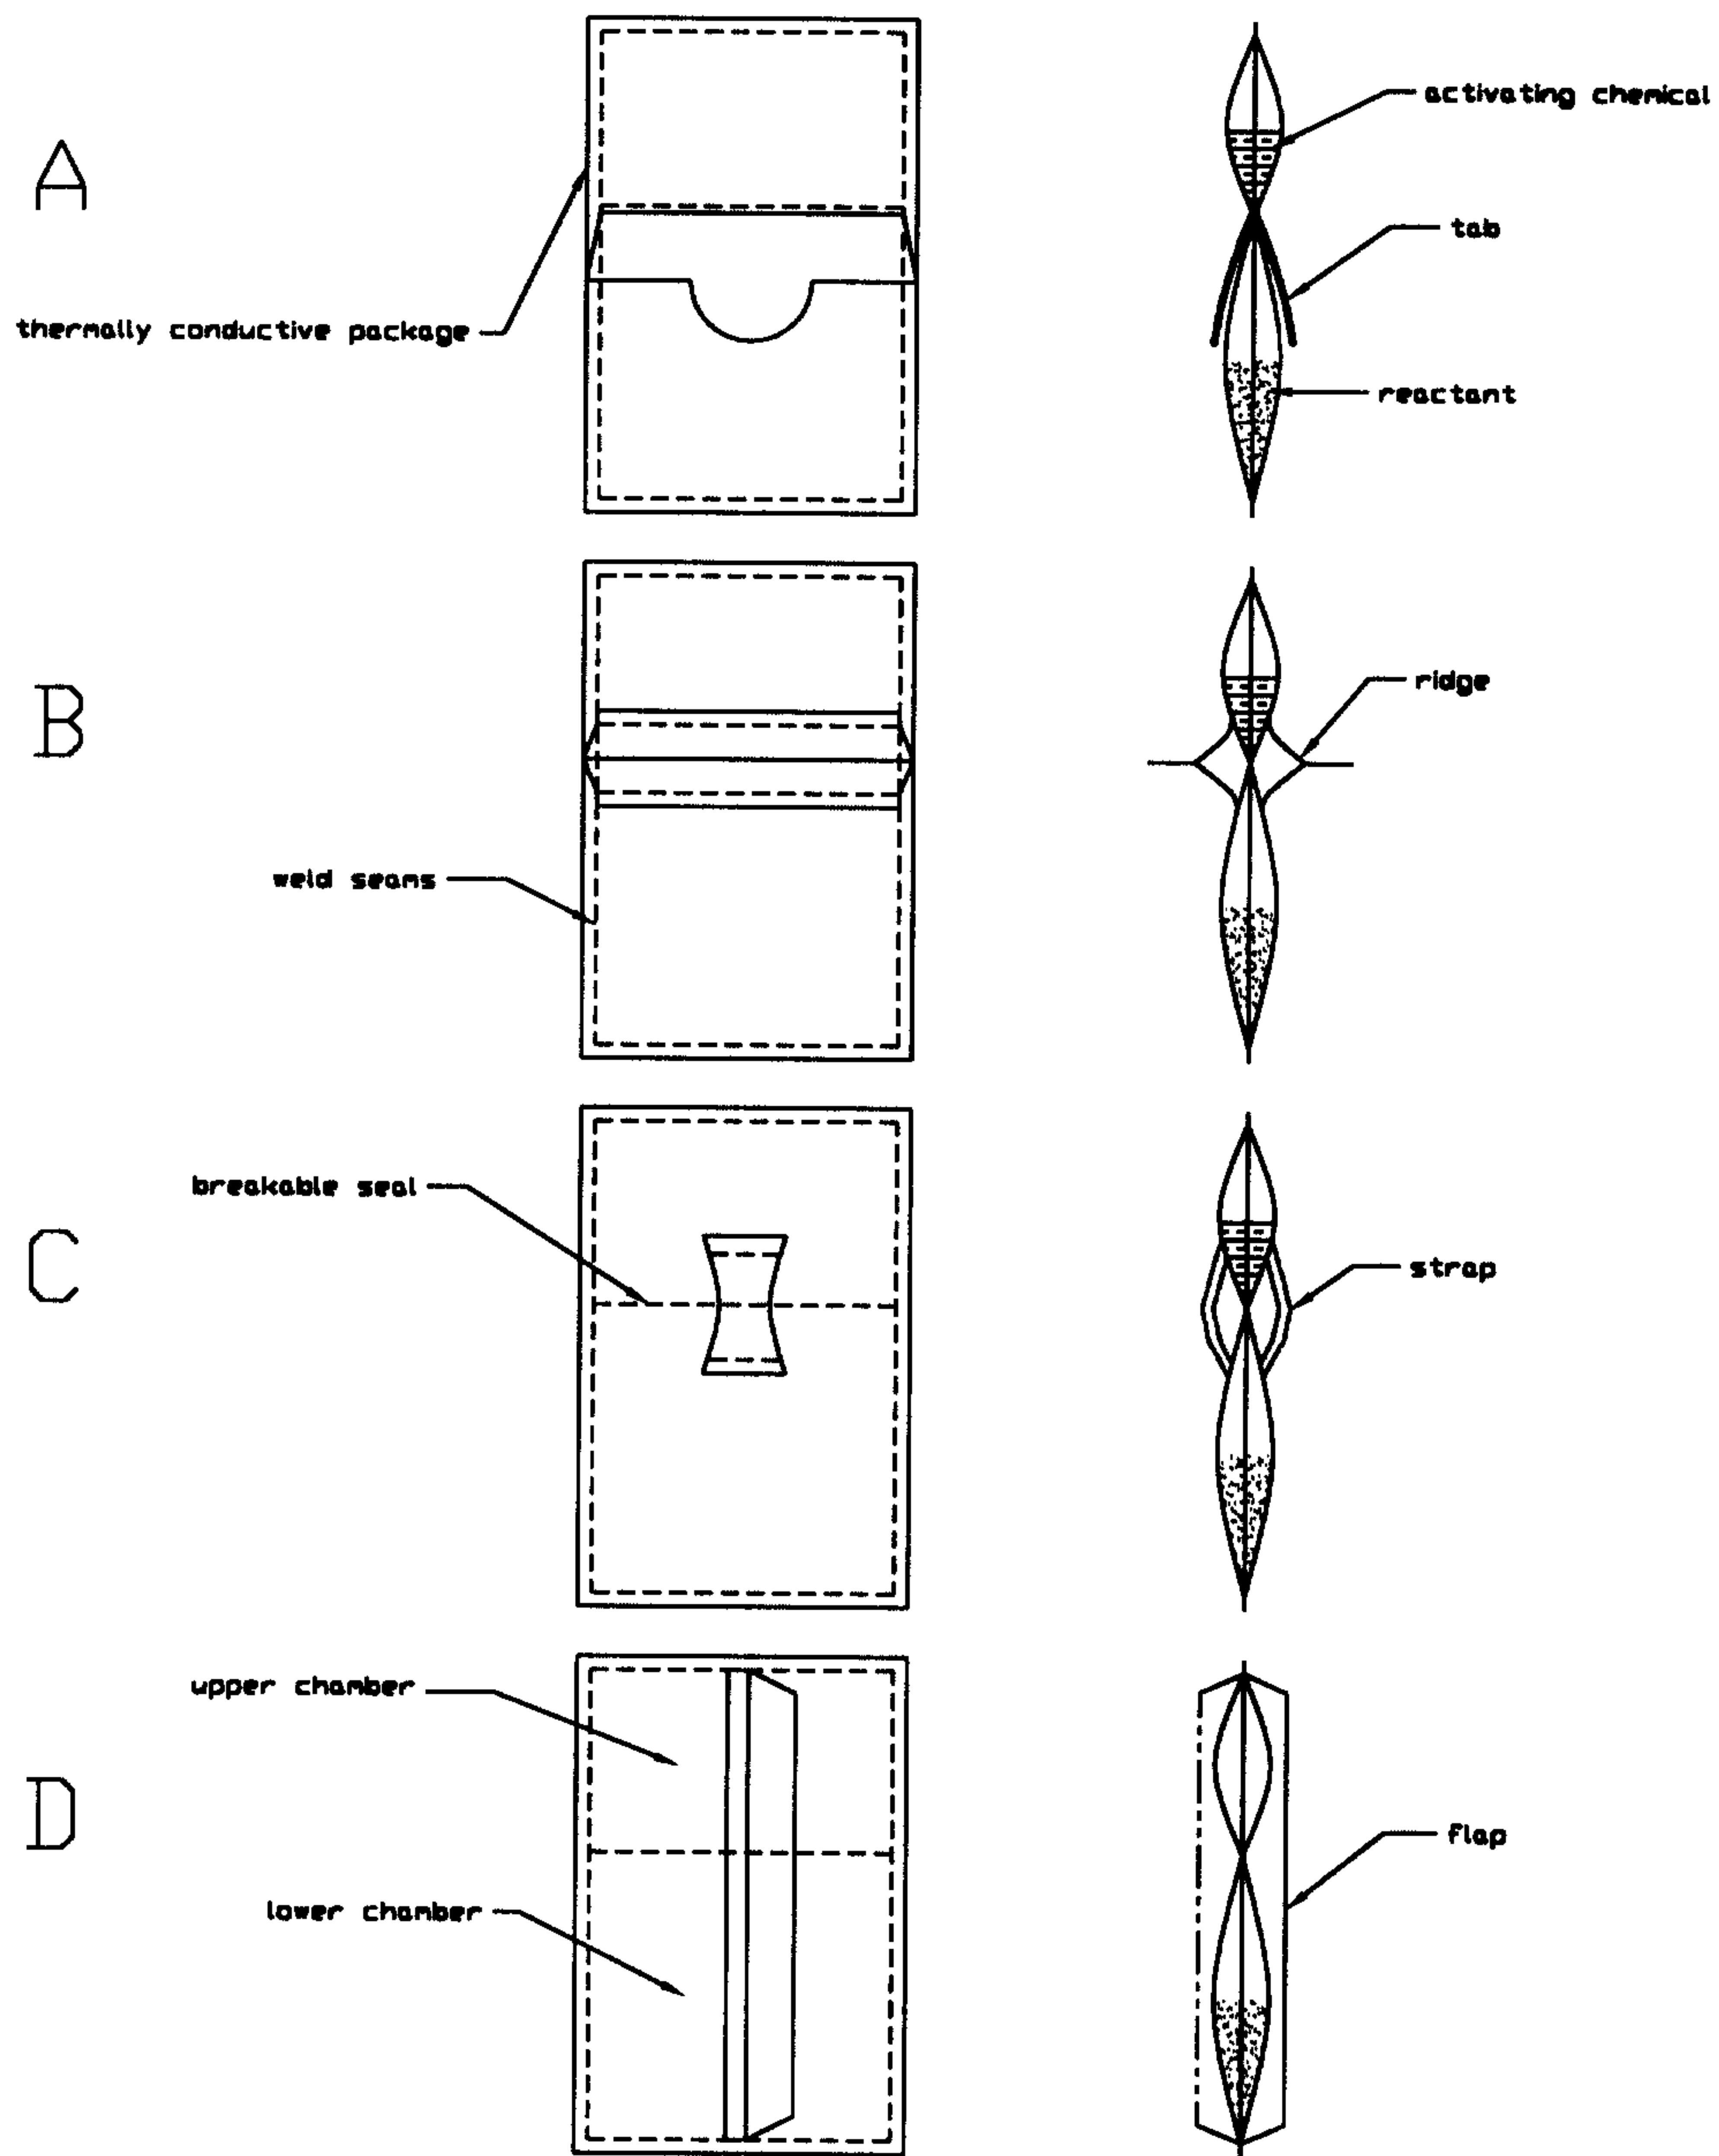 A
activating chemical
tab
thermally conductive package
reactant
B
ridge
weld seams
C
breakable seal
strap
D
upper chamber
flap
lower chamber